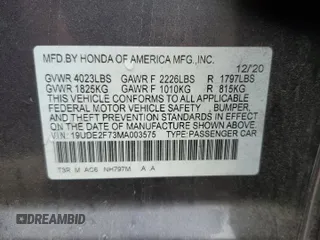 MFD.BY HONDA OF AMERICA MFG.,INC.
12/20
GVWR 4023LBS GAWR F 2226LBS R 1797LBS
GVWR 1825KG GAWR F 1010KG R 815KG
THIS VEHICLE CONFORMS TO ALL APPLICABLE
FEDERAL MOTOR VEHICLE SAFETY, BUMPER,
AND THEFT PREVENTION STANDARDS IN EFFECT
ON THE DATE OF MANUFACTURE SHOWN ABOVE.
VIN: 19UDE2F73MA003575 TYPE: PASSENGER CAR
M AC6 NH797M A A
DREAMBID